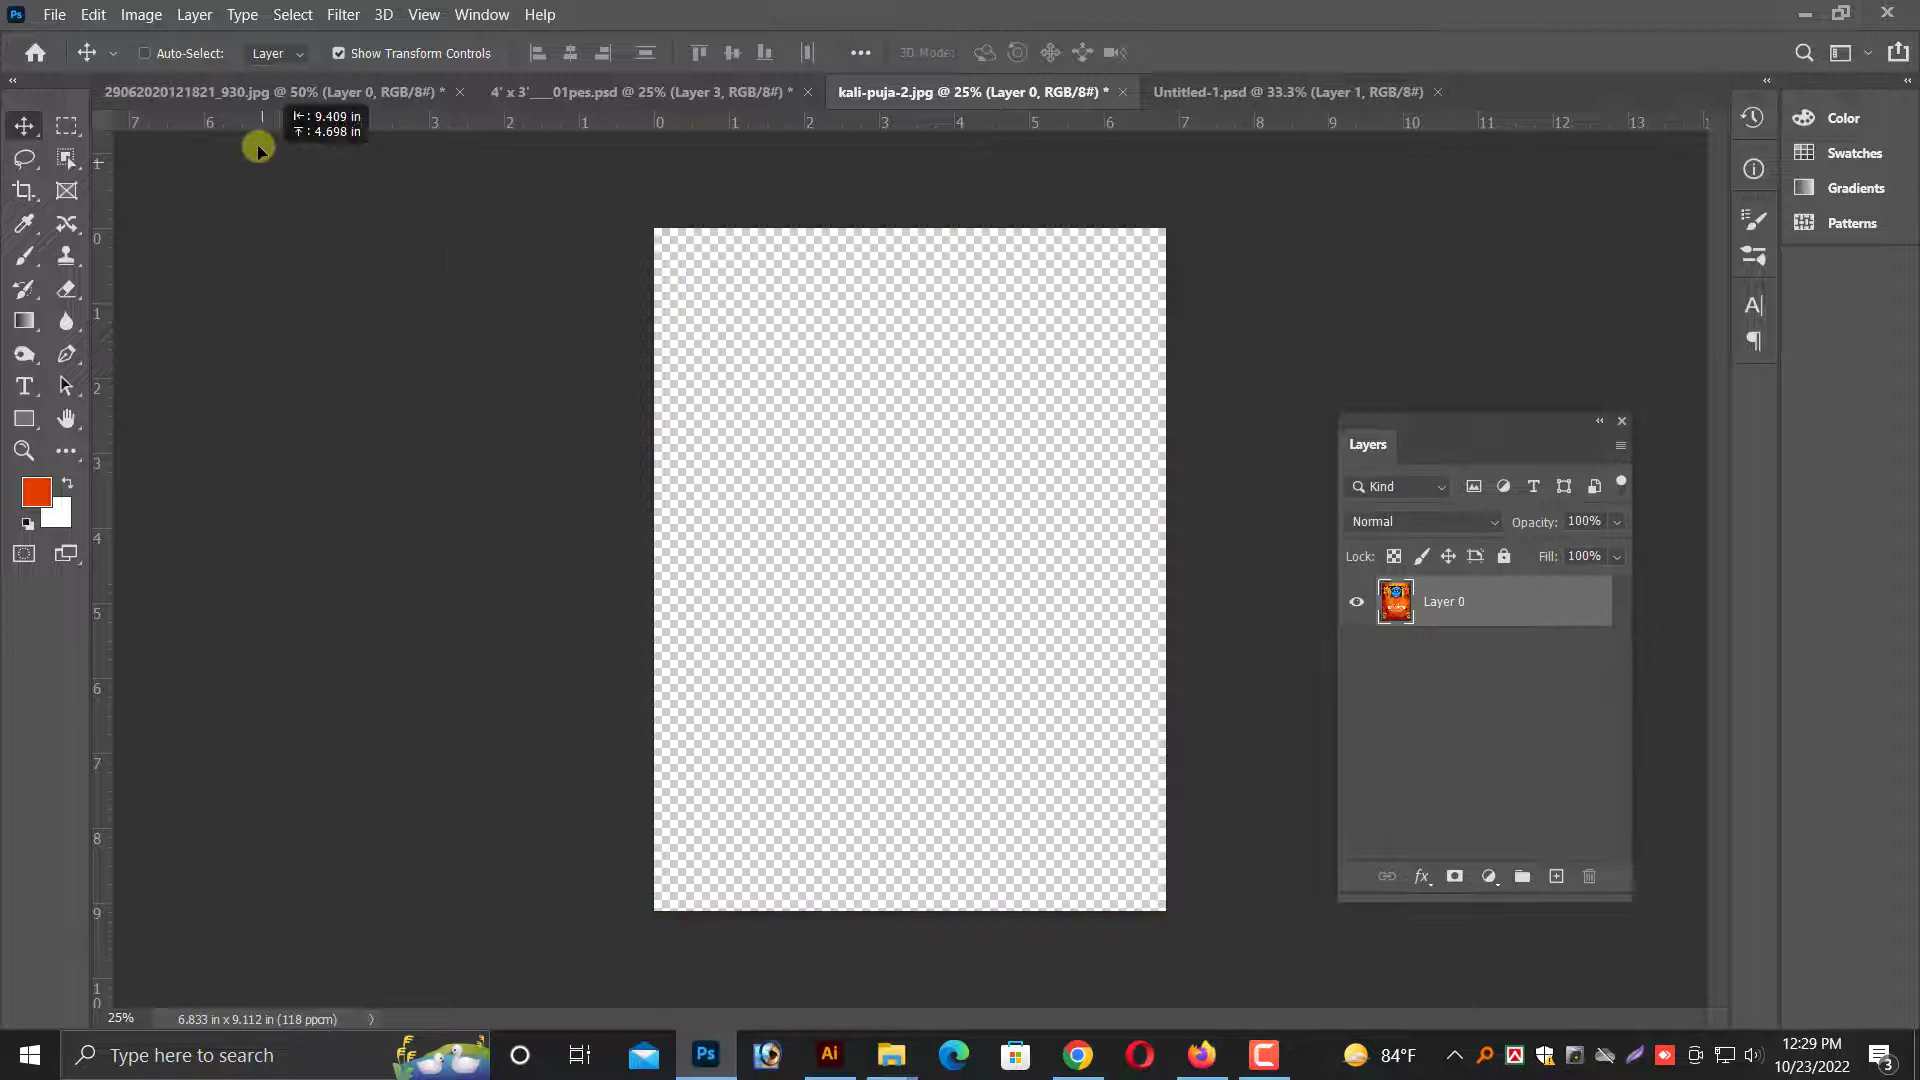 Ps File Edit Image Layer Type Select Filter 3D View Window Help
Auto-Select: Layer Show Transform Controls 3D Mode:
29062020121821_930.jpg @ 50% (Layer 0, RGB/8#) * 4' x 3'___01pes.psd @ 25% (Layer 3, RGB/8#) * kali-puja-2.jpg @ 25% (Layer 0, RGB/8#) * Untitled-1.psd @ 33.3% (Layer 1, RGB/8#)
7 6 3 2 1 0 1 2 3 4 5 6 7 8 9 10 11 12 13
: 9.409 in
: 4.698 in
0
1
2
3
4
5
6
7
8
9
10
Color
Swatches
Gradients
Patterns
Layers
Kind
Normal Opacity: 100%
Lock: Fill: 100%
Layer 0
fx
25% 6.833 in x 9.112 in (118 ppcm)
Type here to search
Ps
Ai
84°F
12:29 PM
10/23/2022
3